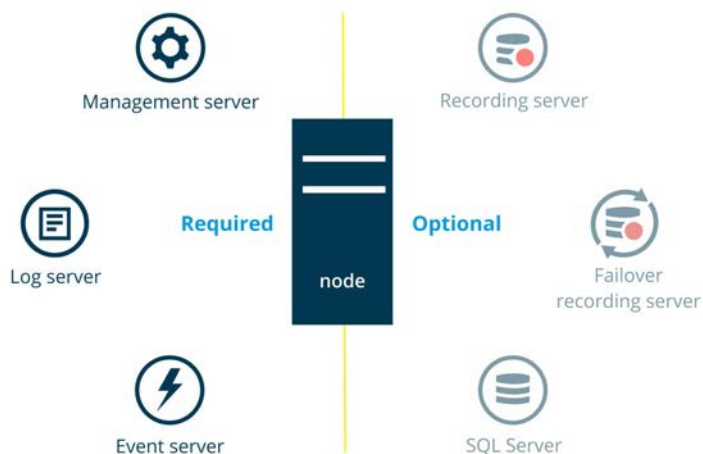 Management server
Recording server
Required
Optional
Log server
node
Failover
recording server
Event server
SQL Server